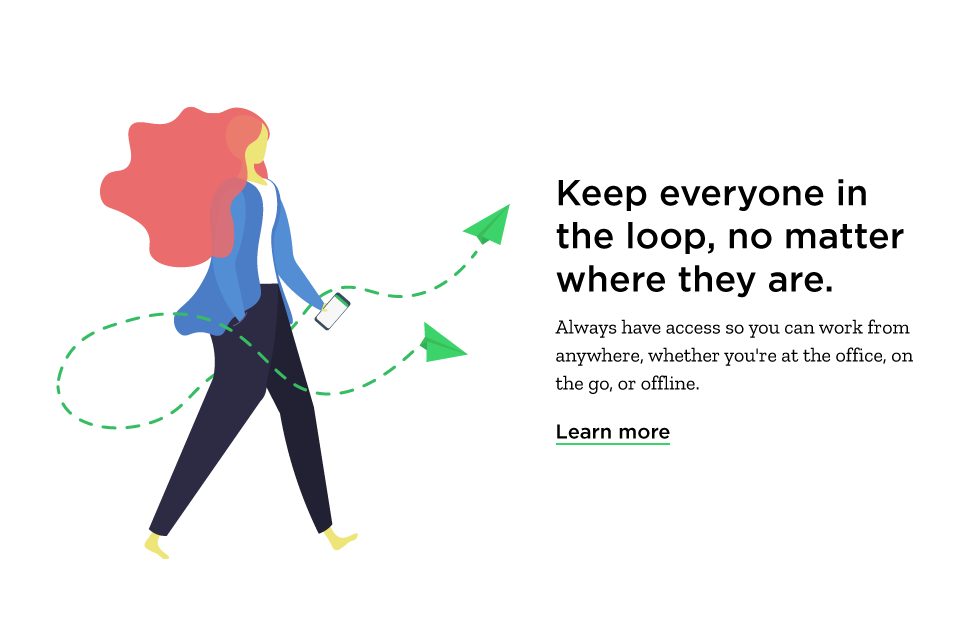 Keep everyone in
the loop, no matter
where they are.
Always have access so you can work from
anywhere, whether you're at the office, on
the go, or offline.
Learn more